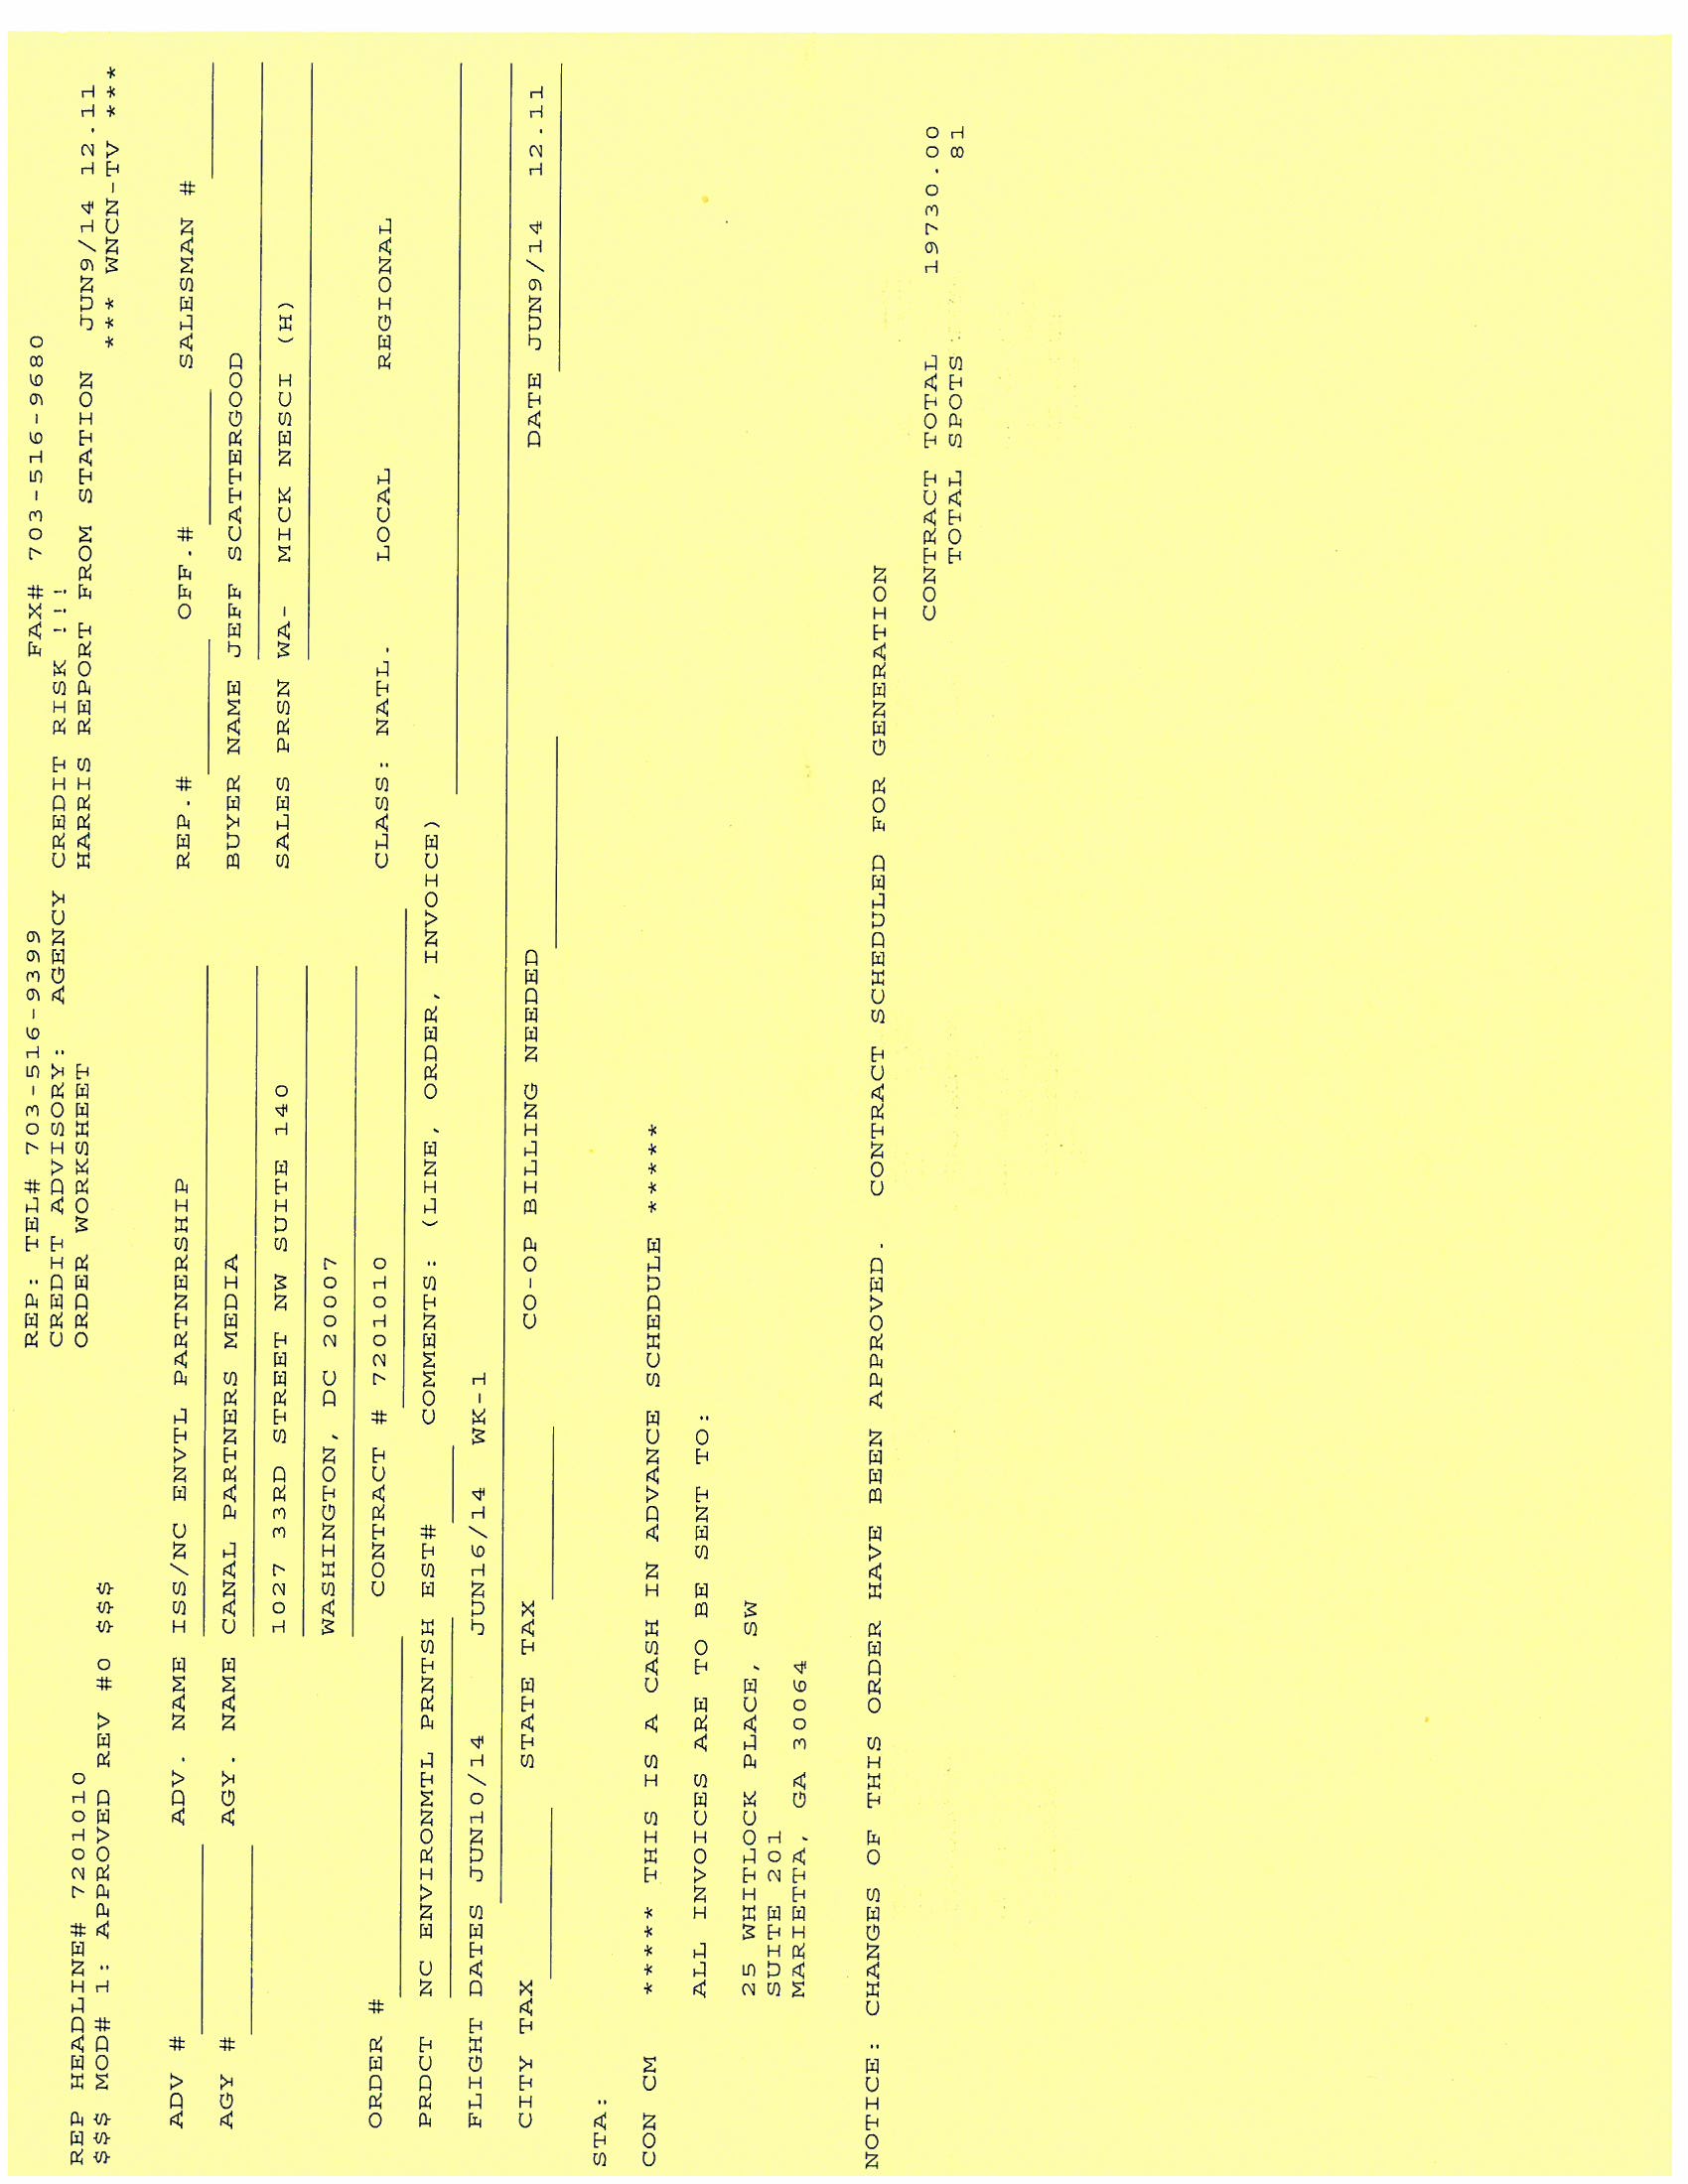 REP: TEL# 703-516-9399 FAX# 703-516-9680
CREDIT ADVISORY: AGENCY CREDIT RISK !!!
REP HEADLINE# 7201010 ORDER WORKSHEET HARRIS REPORT FROM STATION JUN9/14 12.11
$$$ MOD# 1: APPROVED REV #0 $$$ *** WNCN-TV ***
ADV # ADV. NAME ISS/NC ENVTL PARTNERSHIP REP.# OFF.# SALESMAN #
AGY # AGY. NAME CANAL PARTNERS MEDIA BUYER NAME JEFF SCATTERGOOD
1027 33RD STREET NW SUITE 140 SALES PRSN WA- MICK NESCI (H)
WASHINGTON, DC 20007
ORDER # CONTRACT # 7201010 CLASS: NATL. LOCAL REGIONAL
PRDCT NC ENVIRONMTL PRNTSH EST# COMMENTS: (LINE, ORDER, INVOICE)
FLIGHT DATES JUN10/14 JUN16/14 WK-1
CITY TAX STATE TAX CO-OP BILLING NEEDED DATE JUN9/14 12.11
STA:
CON CM ***** THIS IS A CASH IN ADVANCE SCHEDULE *****
ALL INVOICES ARE TO BE SENT TO:
25 WHITLOCK PLACE, SW
SUITE 201
MARIETTA, GA 30064
NOTICE: CHANGES OF THIS ORDER HAVE BEEN APPROVED. CONTRACT SCHEDULED FOR GENERATION
CONTRACT TOTAL 19730.00
TOTAL SPOTS 81